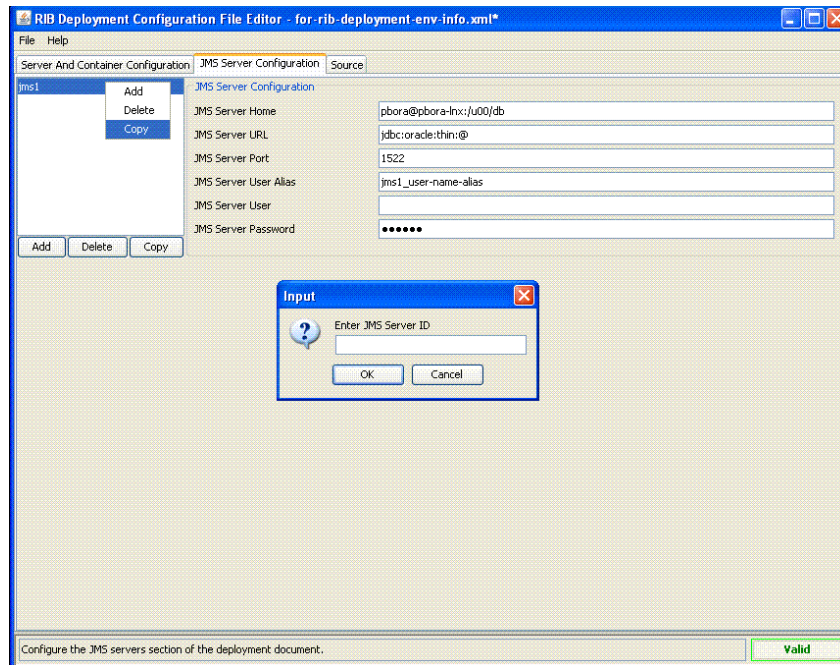 RIB Deployment Configuration File Editor - for-rib-deployment-env-info.xml*
File Help
Server And Container Configuration JMS Server Configuration Source
jms1
Add
Delete
Copy
Add Delete Copy
JMS Server Configuration
JMS Server Home pbora@pbora-lnx:/u00/db
JMS Server URL jdbc:oracle:thin:@
JMS Server Port 1522
JMS Server User Alias jms1_user-name-alias
JMS Server User
JMS Server Password ●●●●●●
Input
Enter JMS Server ID
OK Cancel
Configure the JMS servers section of the deployment document. Valid